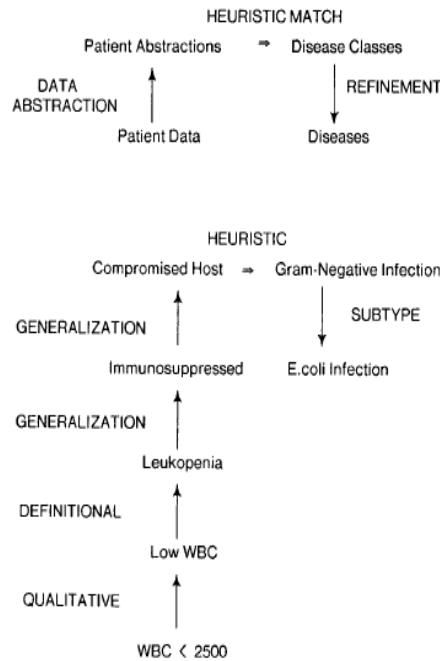 HEURISTIC MATCH
Patient Abstractions ⇒ Disease Classes
DATA
ABSTRACTION
REFINEMENT
Patient Data
Diseases
HEURISTIC
Compromised Host ⇒ Gram-Negative Infection
GENERALIZATION
SUBTYPE
Immunosuppressed
E.coli Infection
GENERALIZATION
Leukopenia
DEFINITIONAL
Low WBC
QUALITATIVE
WBC < 2500